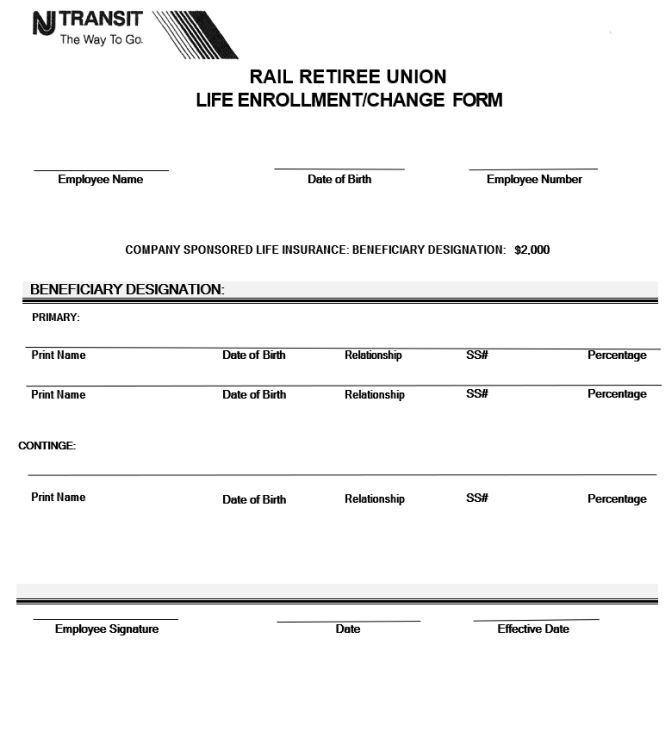 NJ TRANSIT
The Way To Go.
RAIL RETIREE UNION
LIFE ENROLLMENT/CHANGE FORM
Employee Name Date of Birth Employee Number
COMPANY SPONSORED LIFE INSURANCE: BENEFICIARY DESIGNATION: $2,000
BENEFICIARY DESIGNATION:
PRIMARY:
Print Name Date of Birth Relationship SS# Percentage
Print Name Date of Birth Relationship SS# Percentage
CONTINGE:
Print Name Date of Birth Relationship SS# Percentage
Employee Signature Date Effective Date